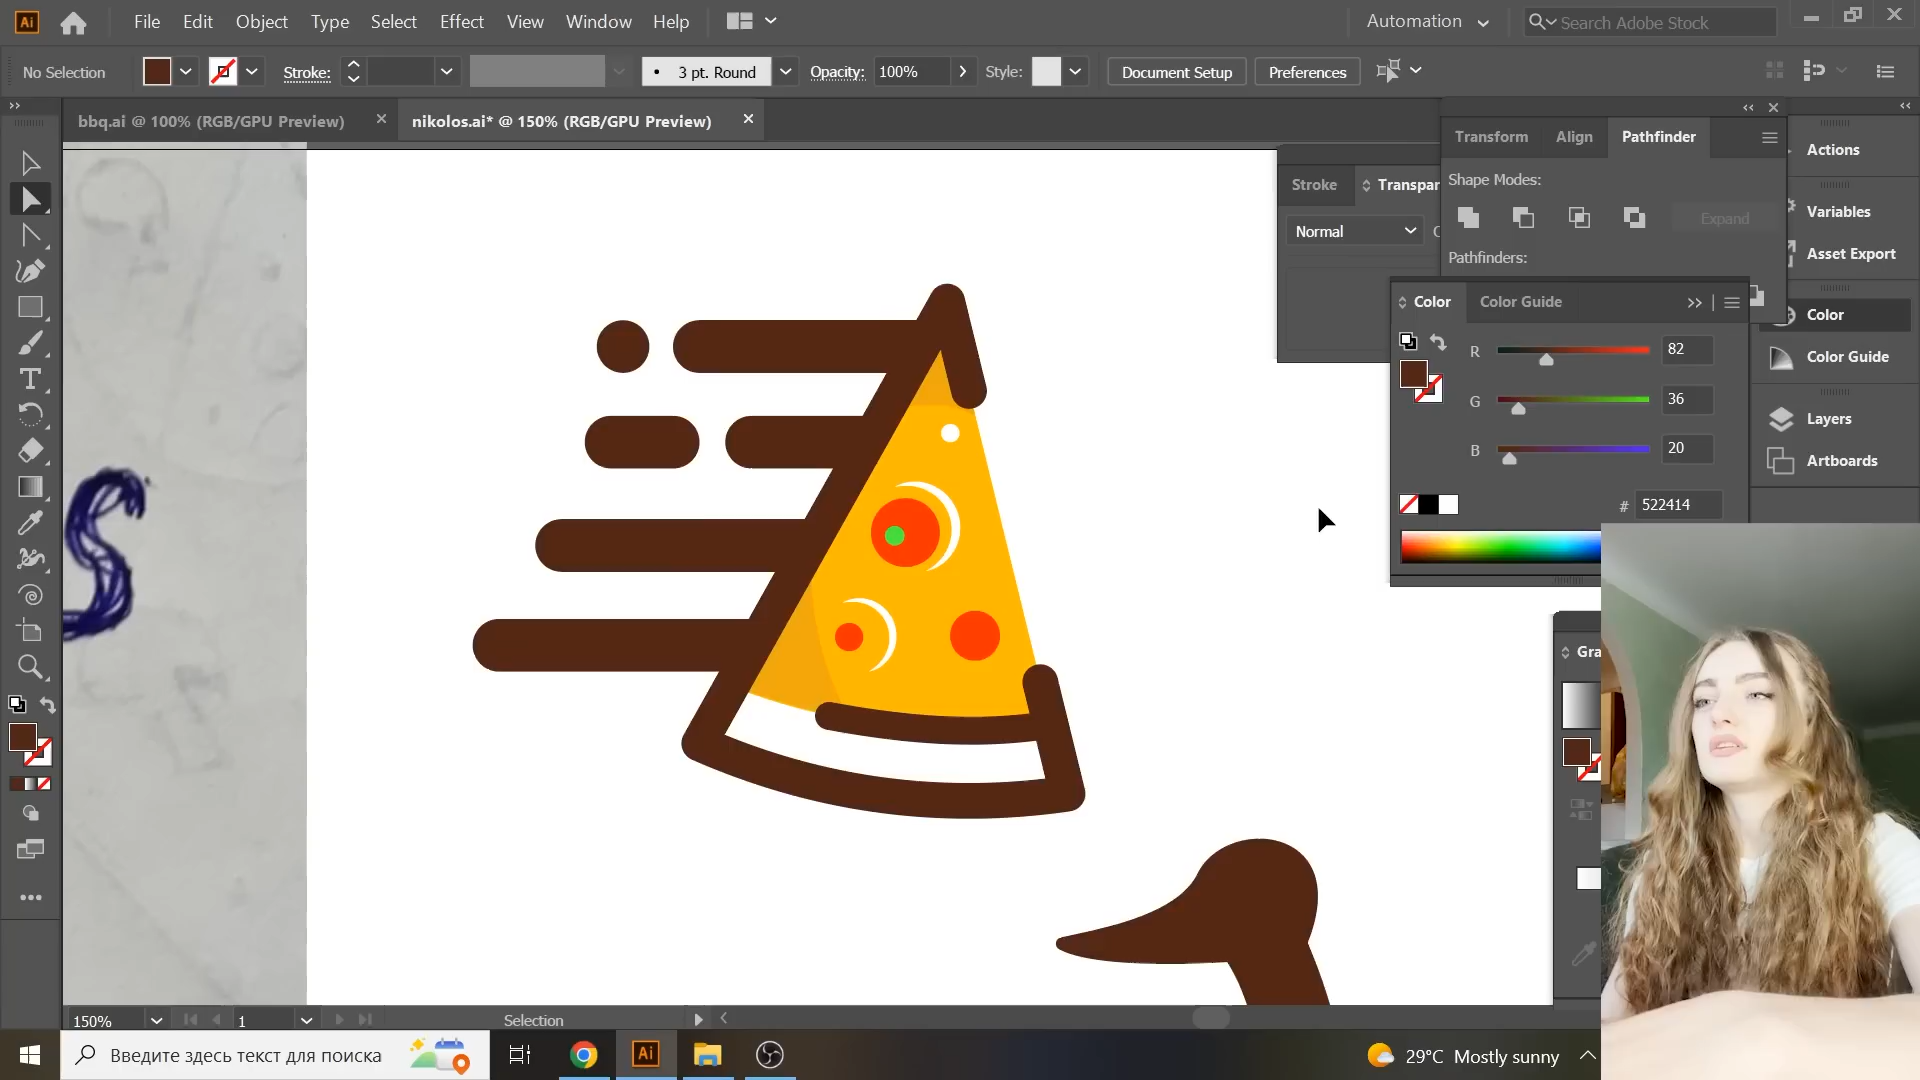 Ai File Edit Object Type Select Effect View Window Help Automation Search Adobe Stock
No Selection Stroke: 3 pt. Round Opacity: 100% Style: Document Setup Preferences
bbq.ai @ 100% (RGB/GPU Preview) nikolos.ai* @ 150% (RGB/GPU Preview)
Transform Align Pathfinder
Actions
Shape Modes:
Stroke Transpar
Variables
Expand
Normal
Asset Export
Pathfinders:
Color Color Guide
Color
R 82
Color Guide
G 36
Layers
B 20
Artboards
# 522414
S
Gra
150% 1 Selection
Введите здесь текст для поиска Ai 29°C Mostly sunny